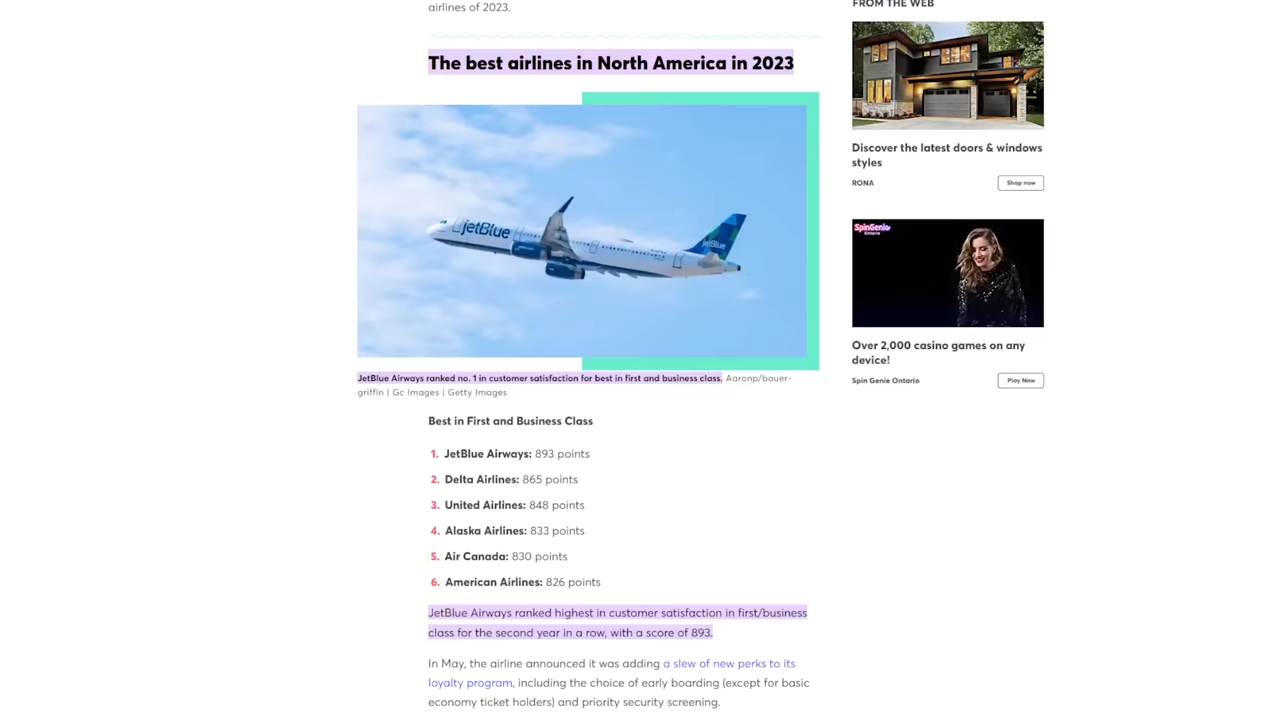 airlines of 2023.
The best airlines in North America in 2023
jetBlue
jetBlue
JetBlue Airways ranked no. 1 in customer satisfaction for best in first and business class. Aaronp/bauer-
griffin | Gc Images | Getty Images
Best in First and Business Class
1. JetBlue Airways: 893 points
2. Delta Airlines: 865 points
3. United Airlines: 848 points
4. Alaska Airlines: 833 points
5. Air Canada: 830 points
6. American Airlines: 826 points
JetBlue Airways ranked highest in customer satisfaction in first/business
class for the second year in a row, with a score of 893.
In May, the airline announced it was adding a slew of new perks to its
loyalty program, including the choice of early boarding (except for basic
economy ticket holders) and priority security screening.
FROM THE WEB
Discover the latest doors & windows
styles
RONA
Shop now
SpinGenie
Ontario
Over 2,000 casino games on any
device!
Spin Genie Ontario
Play Now